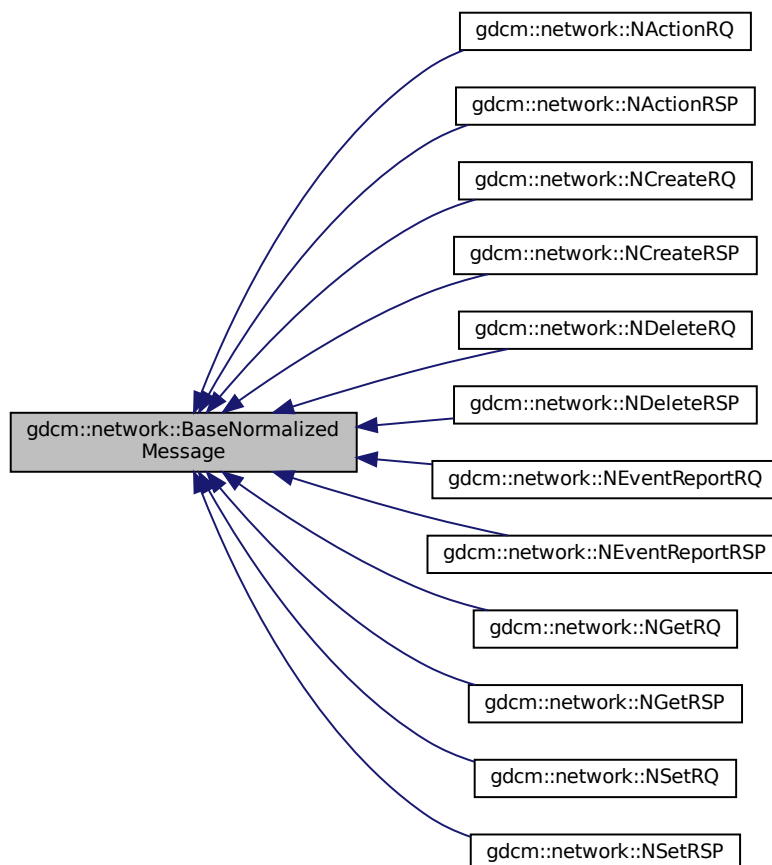 gdcm::network::NActionRQ
gdcm::network::NActionRSP
gdcm::network::NCreateRQ
gdcm::network::NCreateRSP
gdcm::network::NDeleteRQ
gdcm::network::NDeleteRSP
gdcm::network::BaseNormalized
Message
gdcm::network::NEventReportRQ
gdcm::network::NEventReportRSP
gdcm::network::NGetRQ
gdcm::network::NGetRSP
gdcm::network::NSetRQ
gdcm::network::NSetRSP